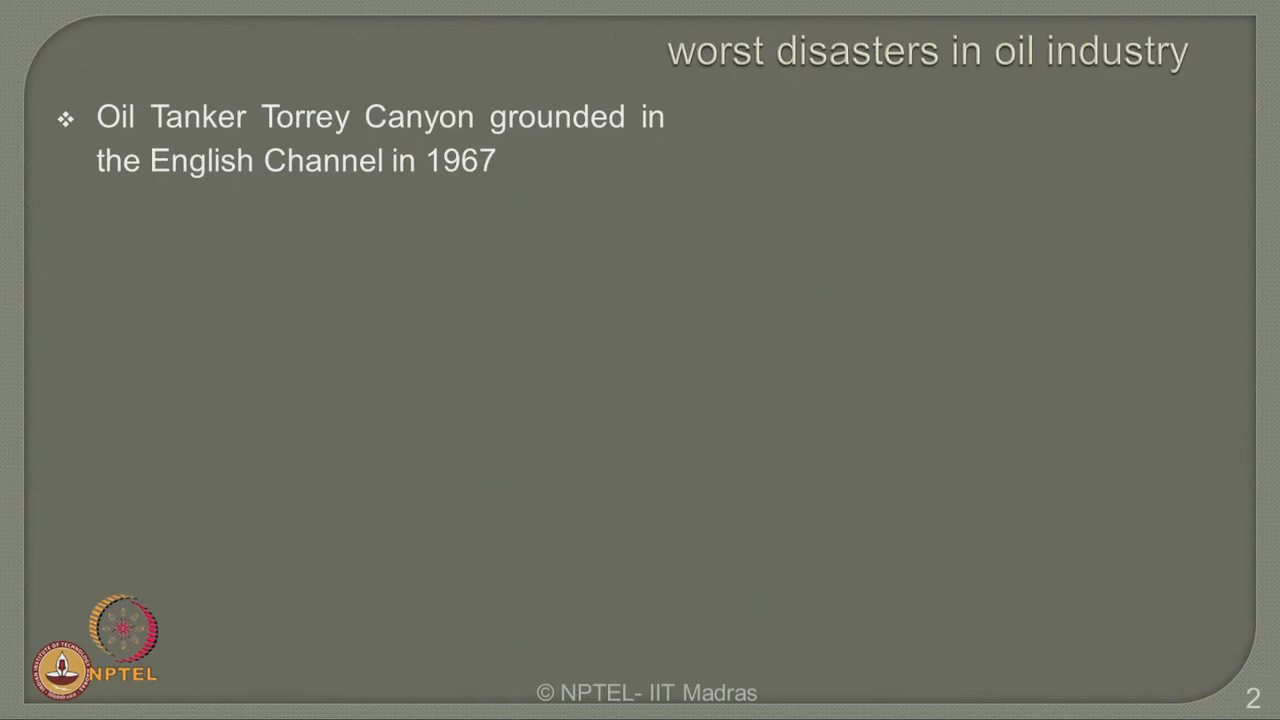 worst disasters in oil industry
❖ Oil Tanker Torrey Canyon grounded in
the English Channel in 1967
NPTEL
© NPTEL- IIT Madras
2